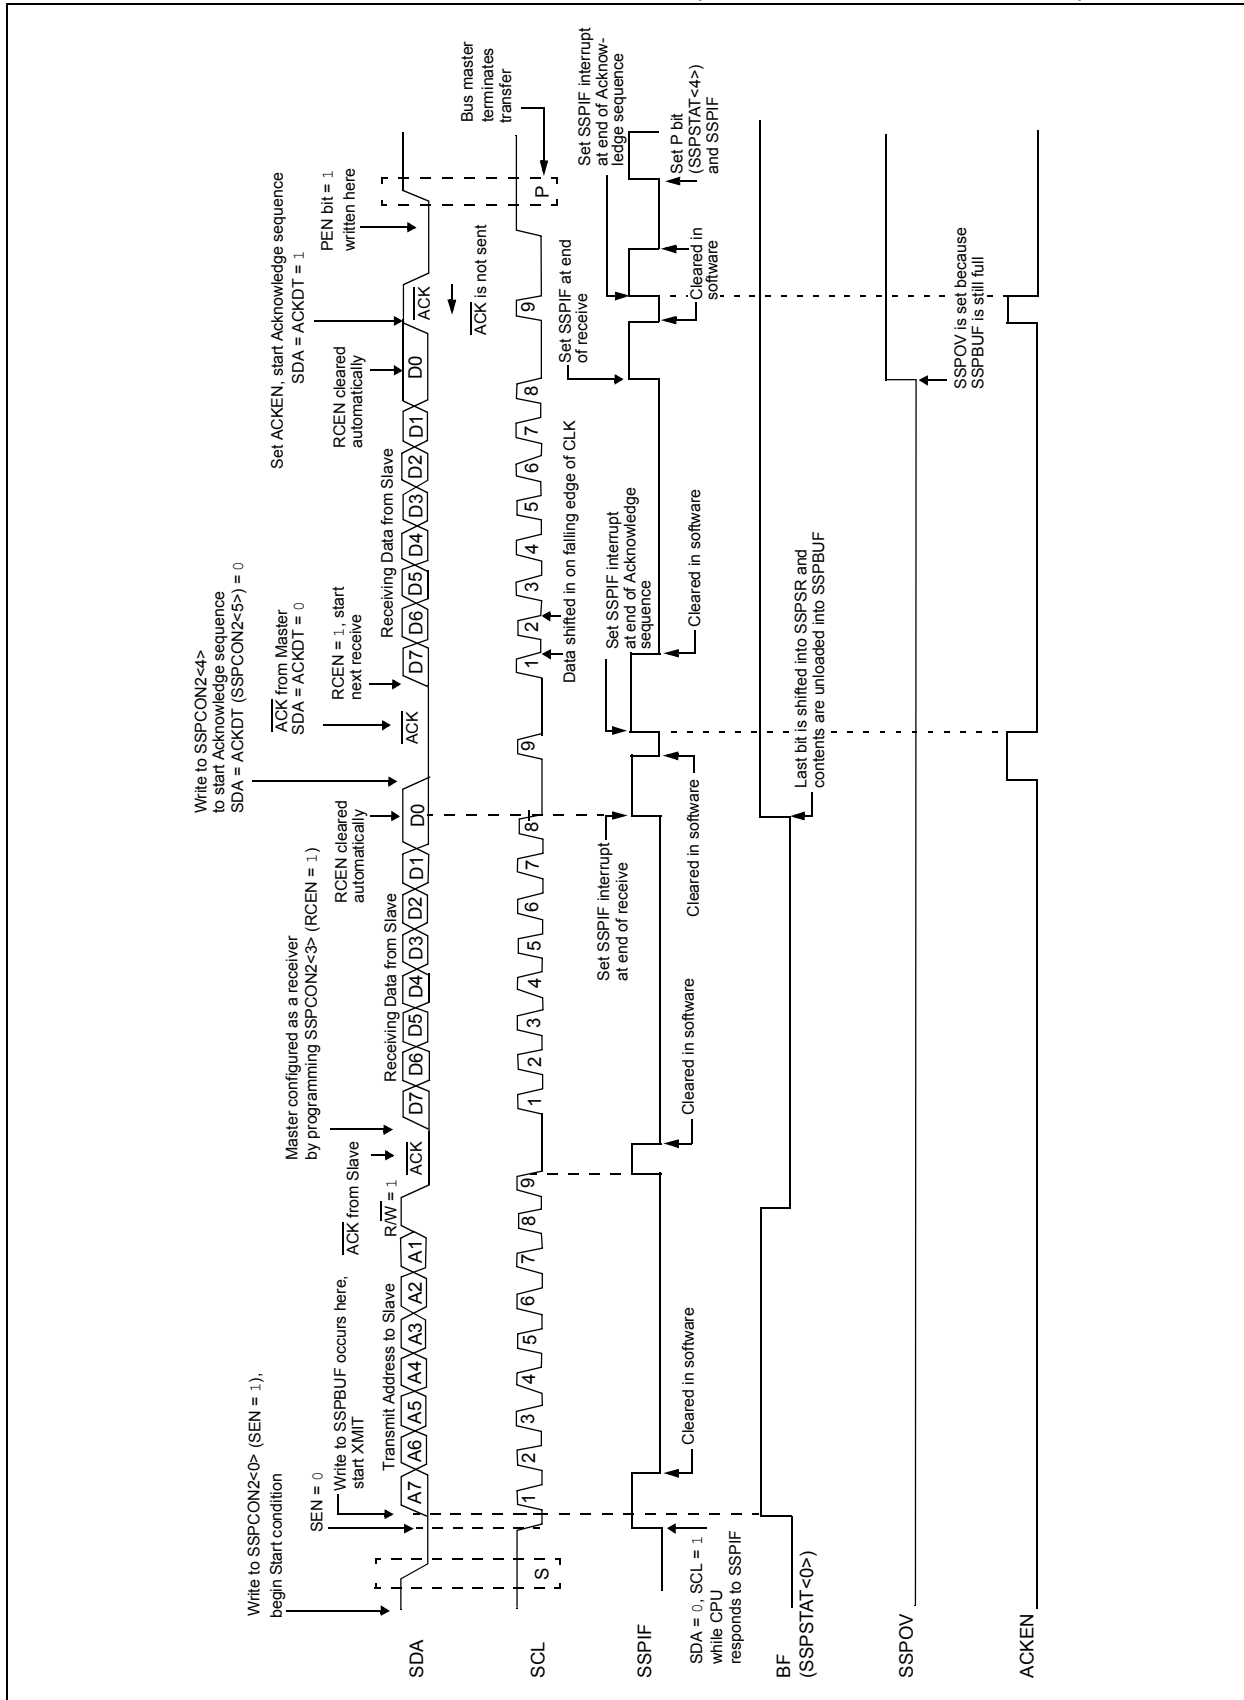 Write to SSPCON2<0> (SEN = 1),
begin Start condition
SEN = 0
Write to SSPBUF occurs here,
start XMIT
Transmit Address to Slave
ACK from Slave
R/W = 1
Master configured as a receiver
by programming SSPCON2<3> (RCEN = 1)
Receiving Data from Slave
RCEN cleared
automatically
Write to SSPCON2<4>
to start Acknowledge sequence
SDA = ACKDT (SSPCON2<5>) = 0
ACK from Master
SDA = ACKDT = 0
RCEN = 1, start
next receive
Receiving Data from Slave
RCEN cleared
automatically
Set ACKEN, start Acknowledge sequence
SDA = ACKDT = 1
PEN bit = 1
written here
SDA
A7 A6 A5 A4 A3 A2 A1
ACK
D7 D6 D5 D4 D3 D2 D1 D0
ACK
D7 D6 D5 D4 D3 D2 D1 D0
ACK
ACK is not sent
Bus master
terminates
transfer
SCL
S
1 2 3 4 5 6 7 8 9
1 2 3 4 5 6 7 8
9
1 2 3 4 5 6 7 8
9
P
Data shifted in on falling edge of CLK
Set SSPIF interrupt
at end of receive
Set SSPIF interrupt
at end of Acknowledge
sequence
Set SSPIF at end
of receive
Set SSPIF interrupt
at end of Acknow-
ledge sequence
SSPIF
SDA = 0, SCL = 1
while CPU
responds to SSPIF
Cleared in software
Cleared in software
Cleared in software
Cleared in software
Cleared in
software
Set P bit
(SSPSTAT<4>)
and SSPIF
BF
(SSPSTAT<0>)
Last bit is shifted into SSPSR and
contents are unloaded into SSPBUF
SSPOV
SSPOV is set because
SSPBUF is still full
ACKEN